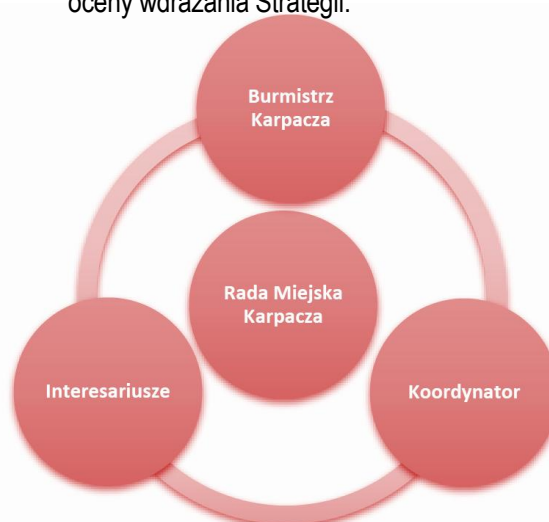 oceny wdrażania Strategii.
Burmistrz
Karpacza
Rada Miejska
Karpacza
Interesariusze
Koordynator